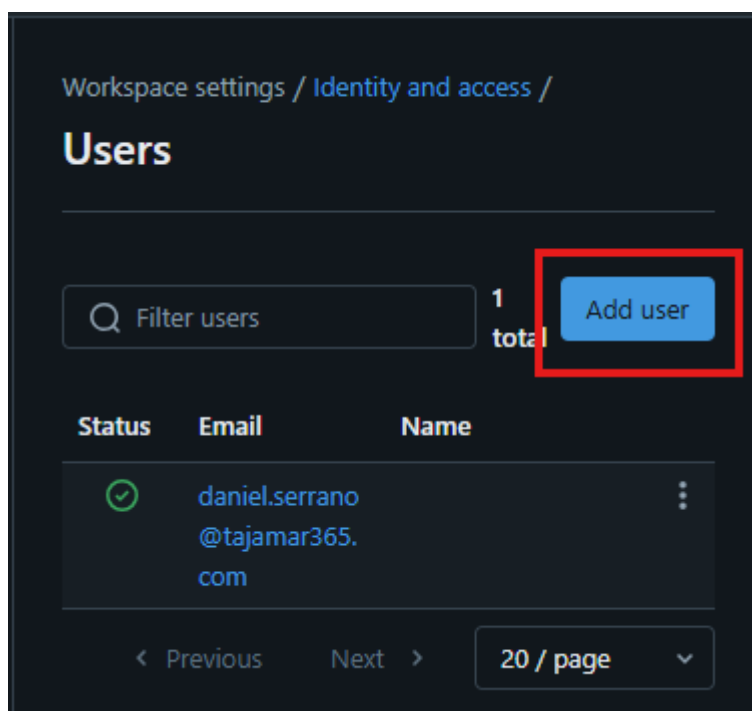 Workspace settings / Identity and access /
Users
Filter users
1
total
Add user
Status Email Name
daniel.serrano
@tajamar365.
com
Previous Next 20 / page